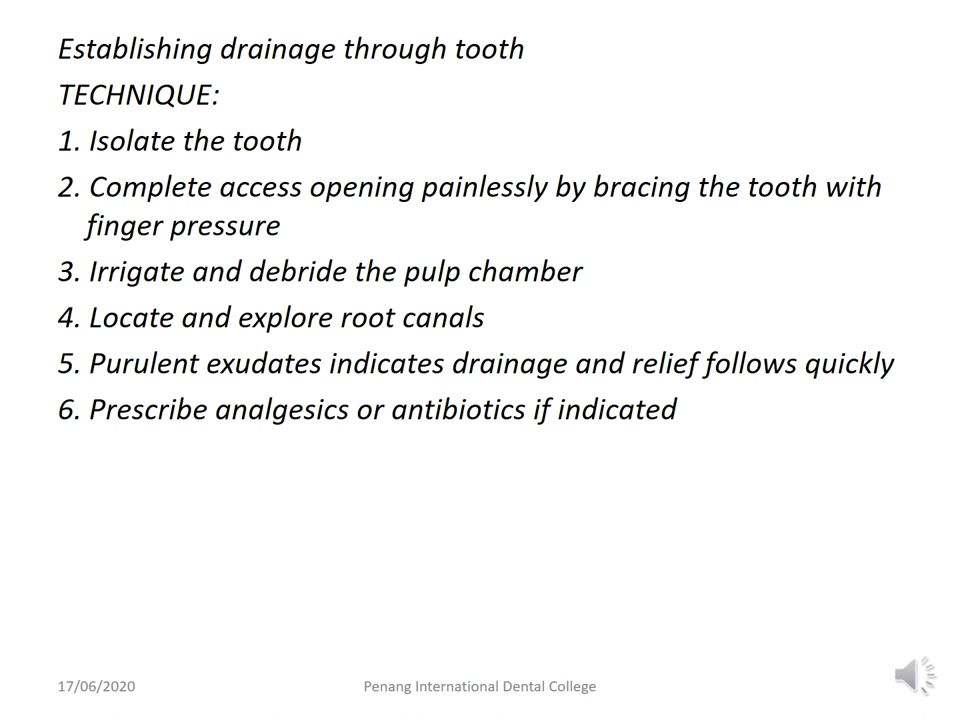 Establishing drainage through tooth
TECHNIQUE:
1. Isolate the tooth
2. Complete access opening painlessly by bracing the tooth with
finger pressure
3. Irrigate and debride the pulp chamber
4. Locate and explore root canals
5. Purulent exudates indicates drainage and relief follows quickly
6. Prescribe analgesics or antibiotics if indicated
17/06/2020
Penang International Dental College